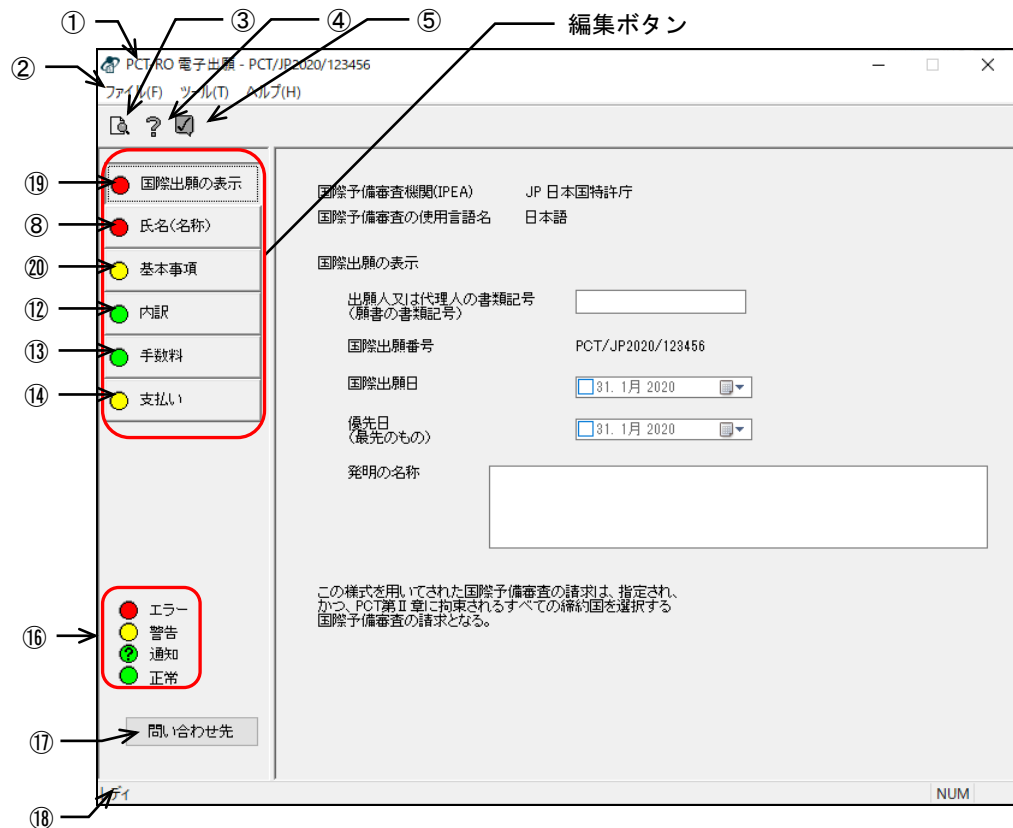 ① ③ ④ ⑤ 編集ボタン
②
PCT-RO 電子出願 - PCT/JP2020/123456
ファイル(F) ツール(T) ヘルプ(H)
⑲ 国際出願の表示
⑧ 氏名(名称)
⑳ 基本事項
⑫ 内訳
⑬ 手数料
⑭ 支払い
国際予備審査機関(IPEA) JP 日本国特許庁
国際予備審査の使用言語名 日本語
国際出願の表示
出願人又は代理人の書類記号
(願書の書類記号)
国際出願番号 PCT/JP2020/123456
国際出願日 31. 1月 2020
優先日
(最先のもの) 31. 1月 2020
発明の名称
この様式を用いてされた国際予備審査の請求は、指定され、
かつ、PCT第Ⅱ章に拘束されるすべての締約国を選択する
国際予備審査の請求となる。
⑯
エラー
警告
通知
正常
⑰ 問い合わせ先
⑱ レディ NUM